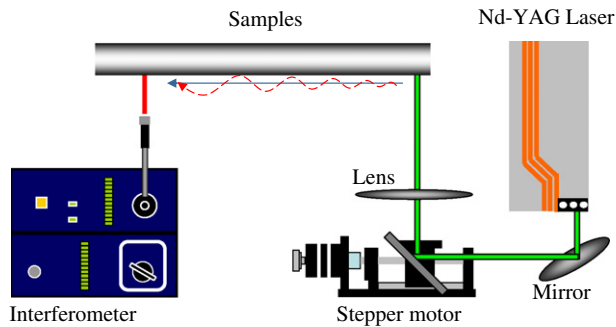 Samples
Nd-YAG Laser
Lens
Mirror
Interferometer
Stepper motor